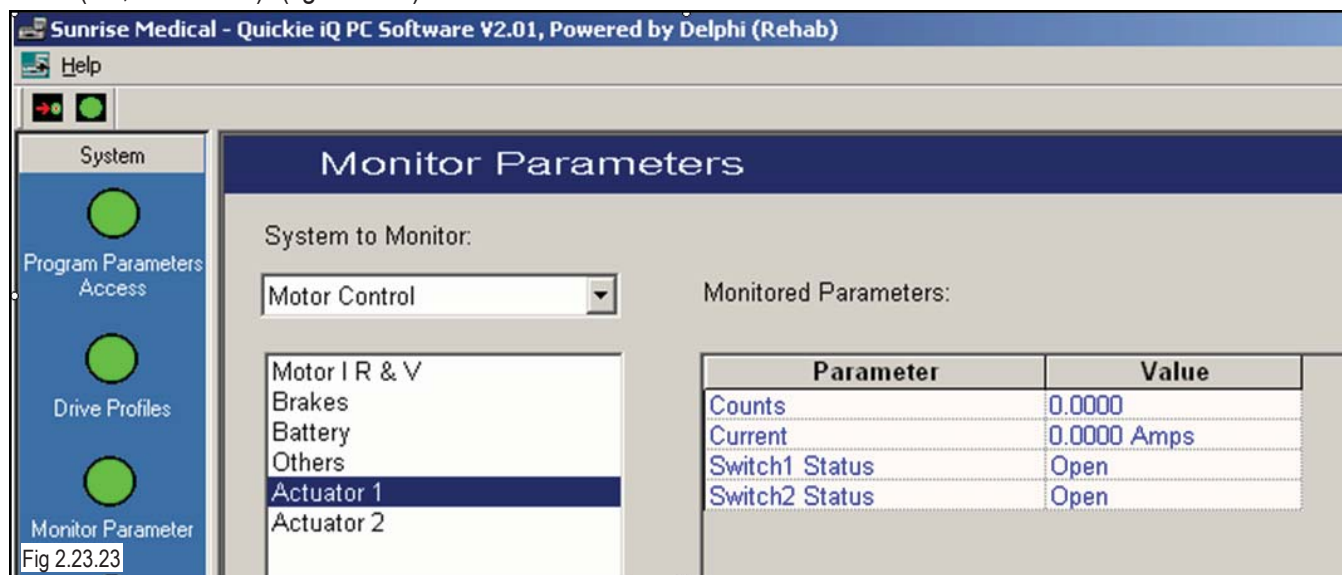 Sunrise Medical - Quickie iQ PC Software V2.01, Powered by Delphi (Rehab)
Help
System
Monitor Parameters
Program Parameters
Access
Drive Profiles
Monitor Parameter
Fig 2.23.23
System to Monitor:
Motor Control
Motor I R & V
Brakes
Battery
Others
Actuator 1
Actuator 2
Monitored Parameters:
Parameter Value
Counts 0.0000
Current 0.0000 Amps
Switch1 Status Open
Switch2 Status Open